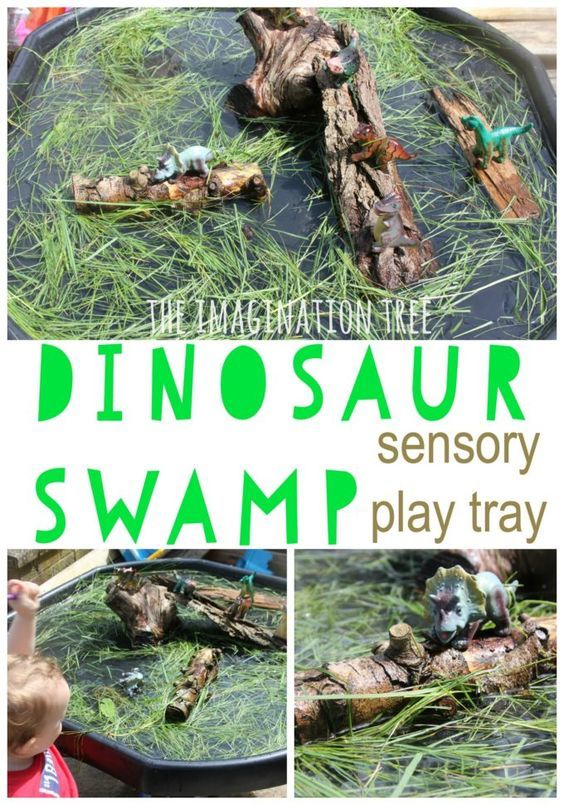 THE IMAGINATION TREE
DINOSAUR
sensory
SWAMP play tray